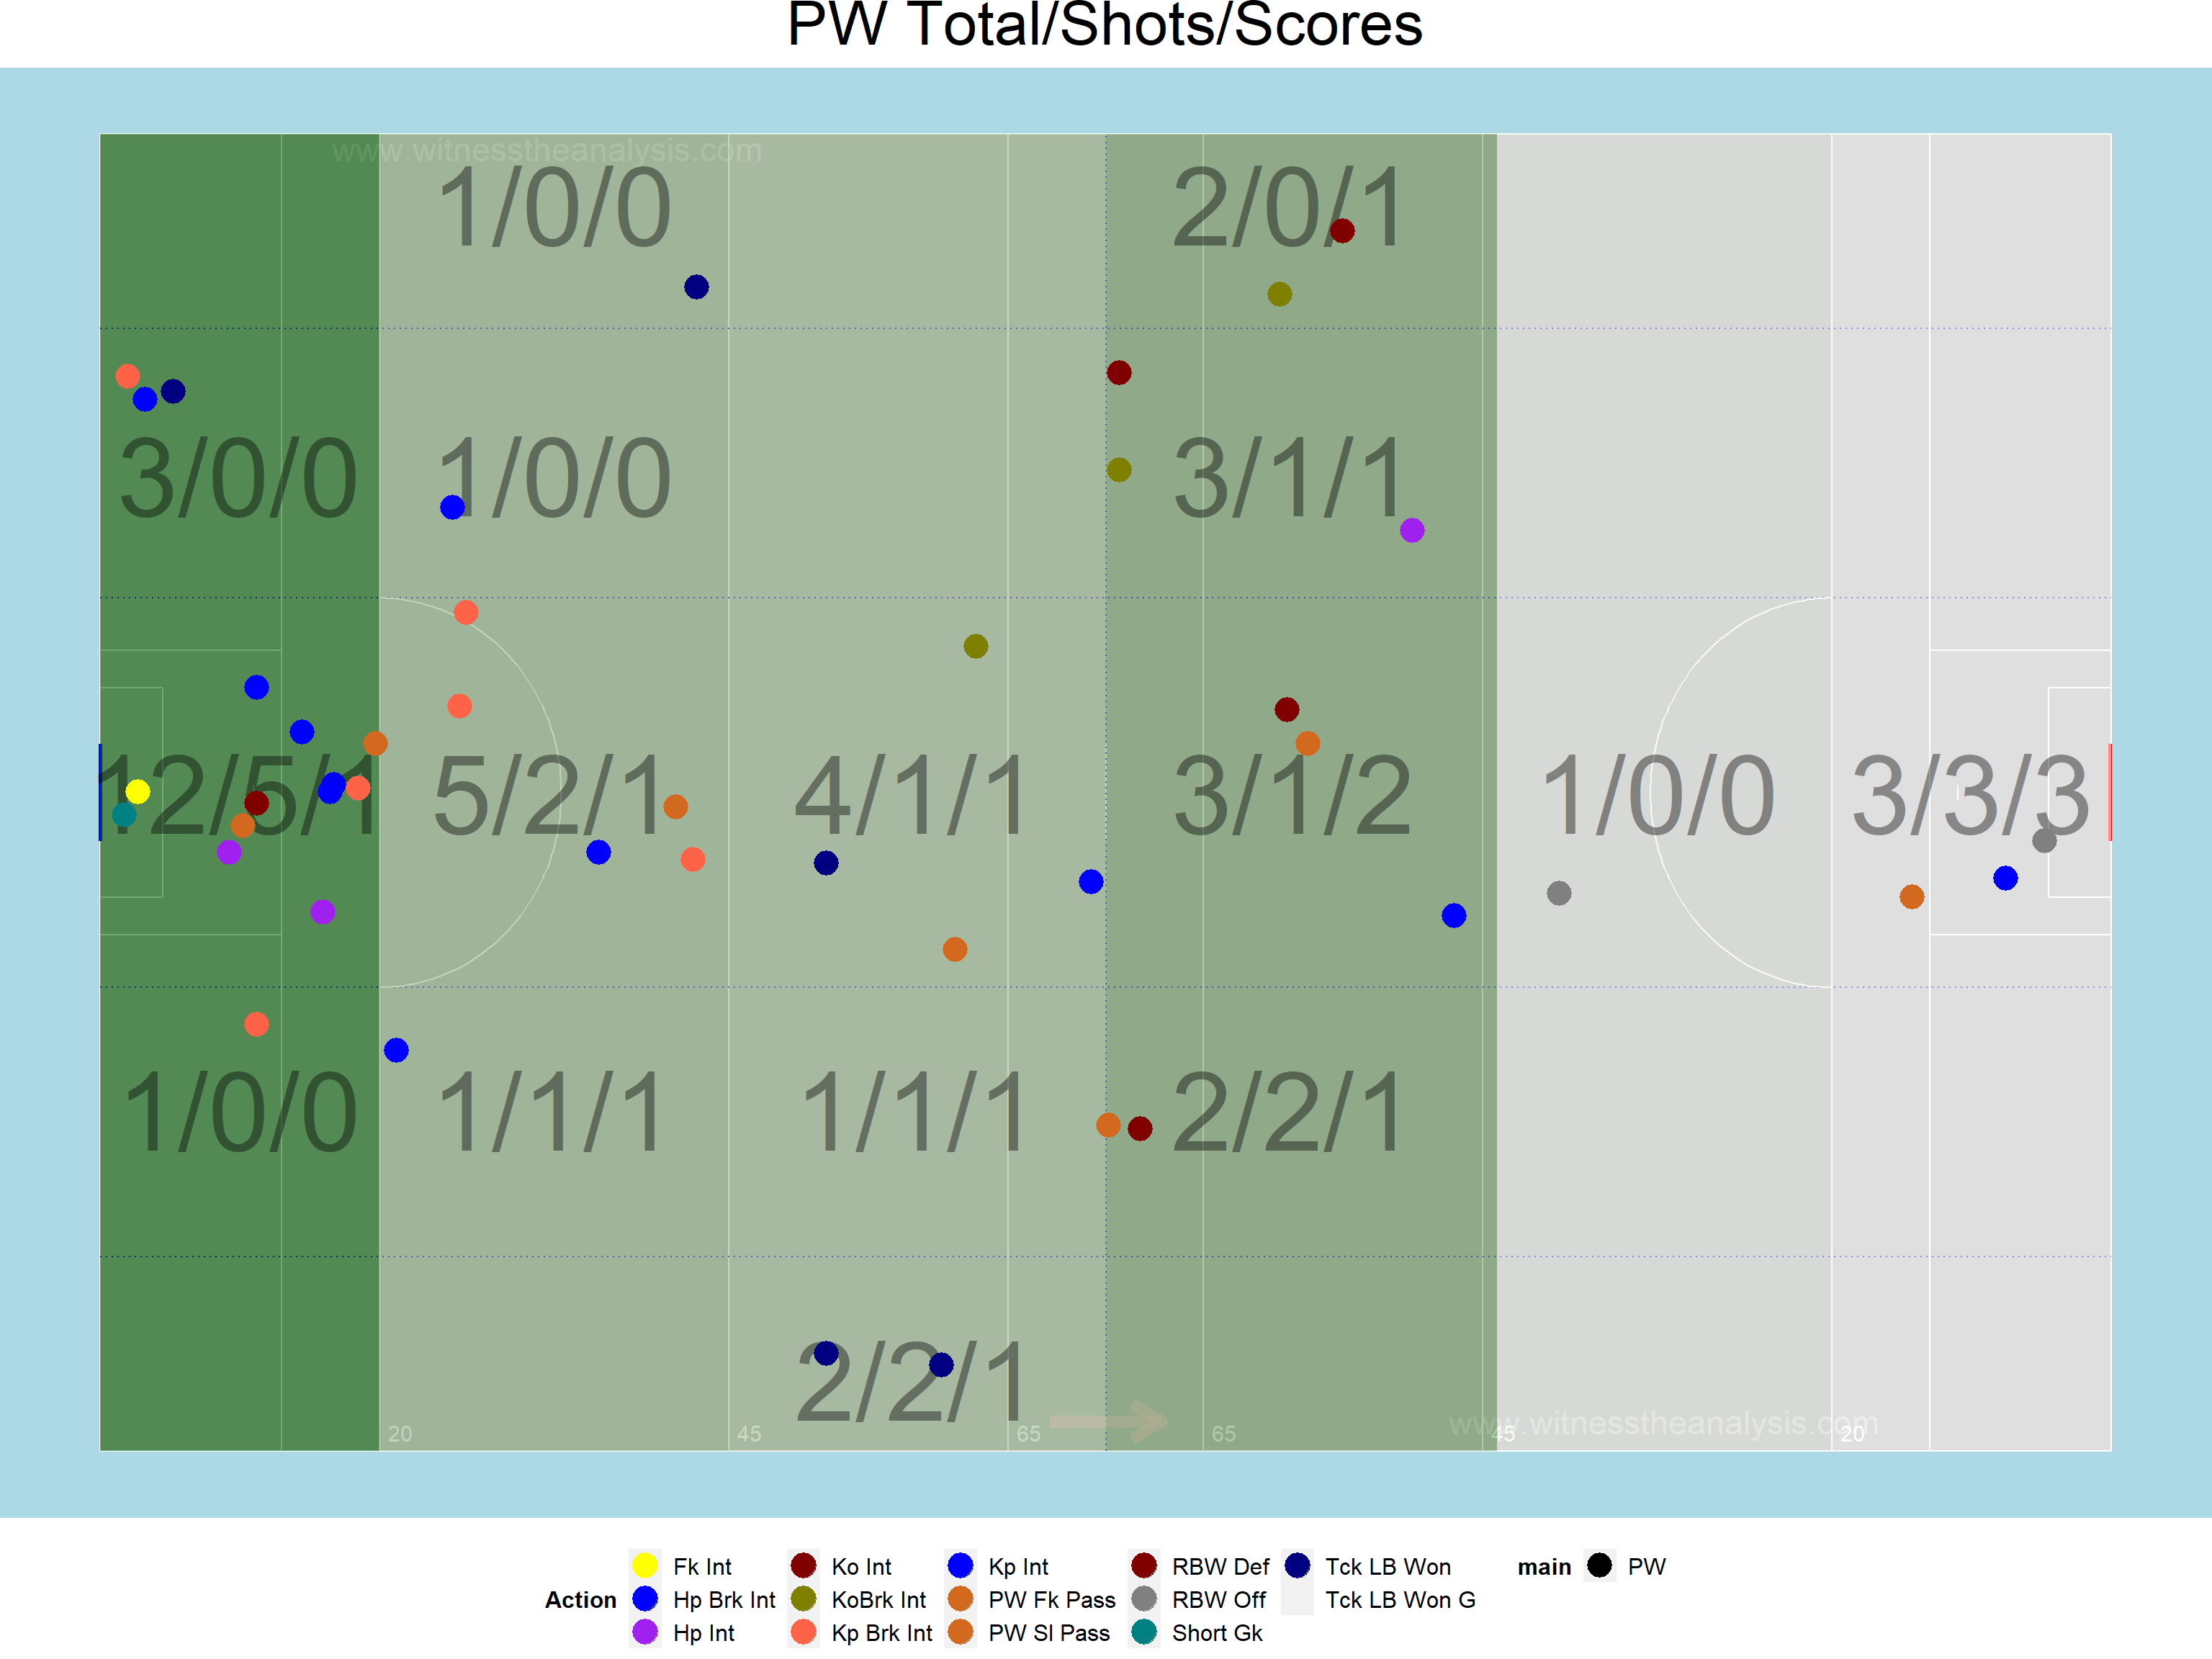 PW Total/Shots/Scores
www.witnesstheanalysis.com
1/0/0 2/0/1
3/0/0 1/0/0 3/1/1
12/5/1 5/2/1 4/1/1 3/1/2 1/0/0 3/3/3
1/0/0 1/1/1 1/1/1 2/2/1
2/2/1
www.witnesstheanalysis.com
20 45 65 65 45 20
Fk Int Ko Int Kp Int RBW Def Tck LB Won main PW
Action Hp Brk Int KoBrk Int PW Fk Pass RBW Off Tck LB Won G
Hp Int Kp Brk Int PW Sl Pass Short Gk